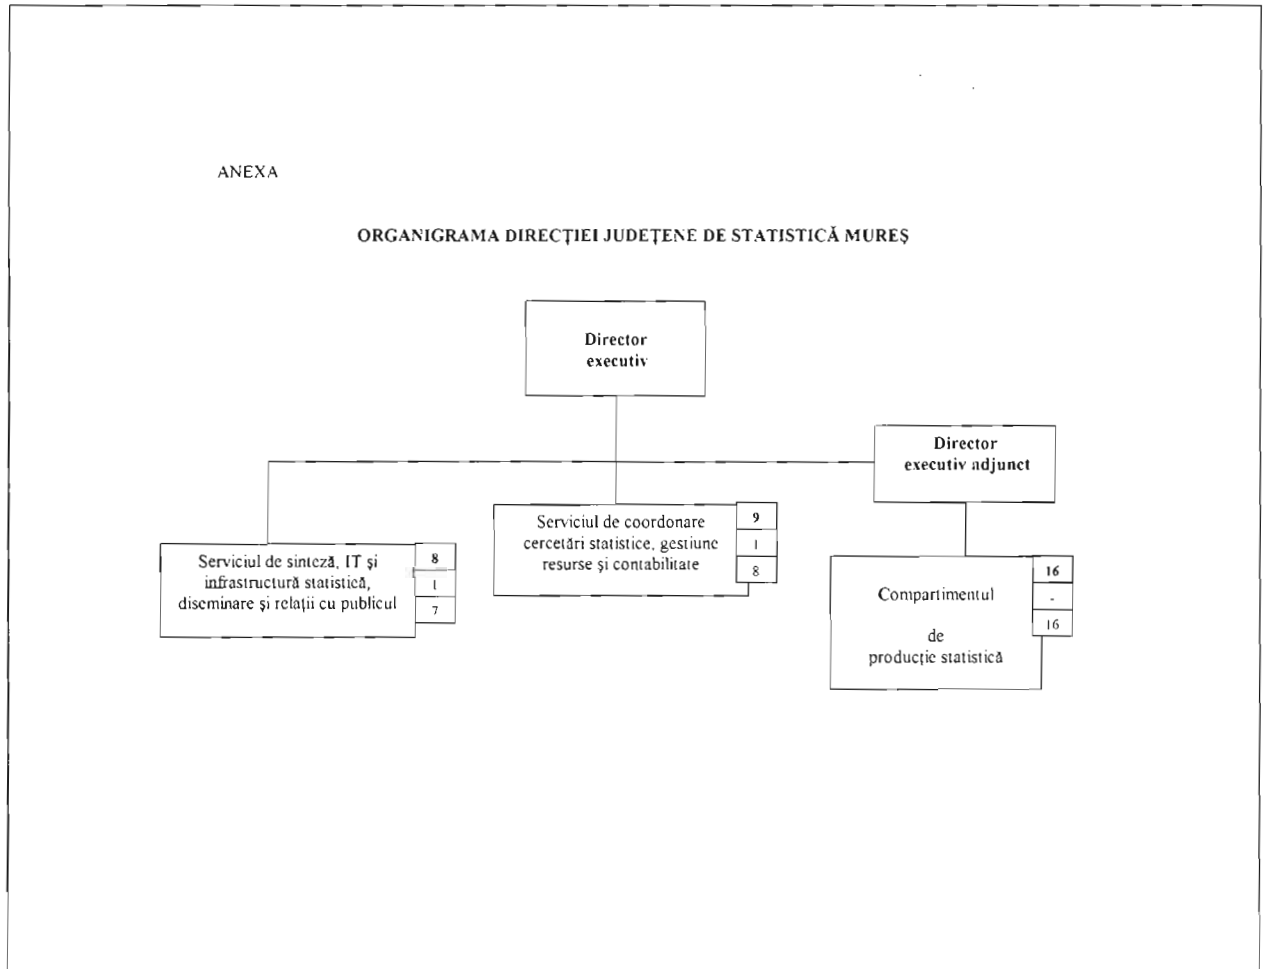 ANEXA
ORGANIGRAMA DIRECŢIEI JUDEŢENE DE STATISTICĂ MUREŞ
Director
executiv
Director
executiv adjunct
Serviciul de sinteză, IT şi
infrastructură statistică,
diseminare şi relaţii cu publicul
8
1
7
Serviciul de coordonare
cercetări statistice, gestiune
resurse şi contabilitate
9
1
8
Compartimentul
de
producţie statistică
16
-
16